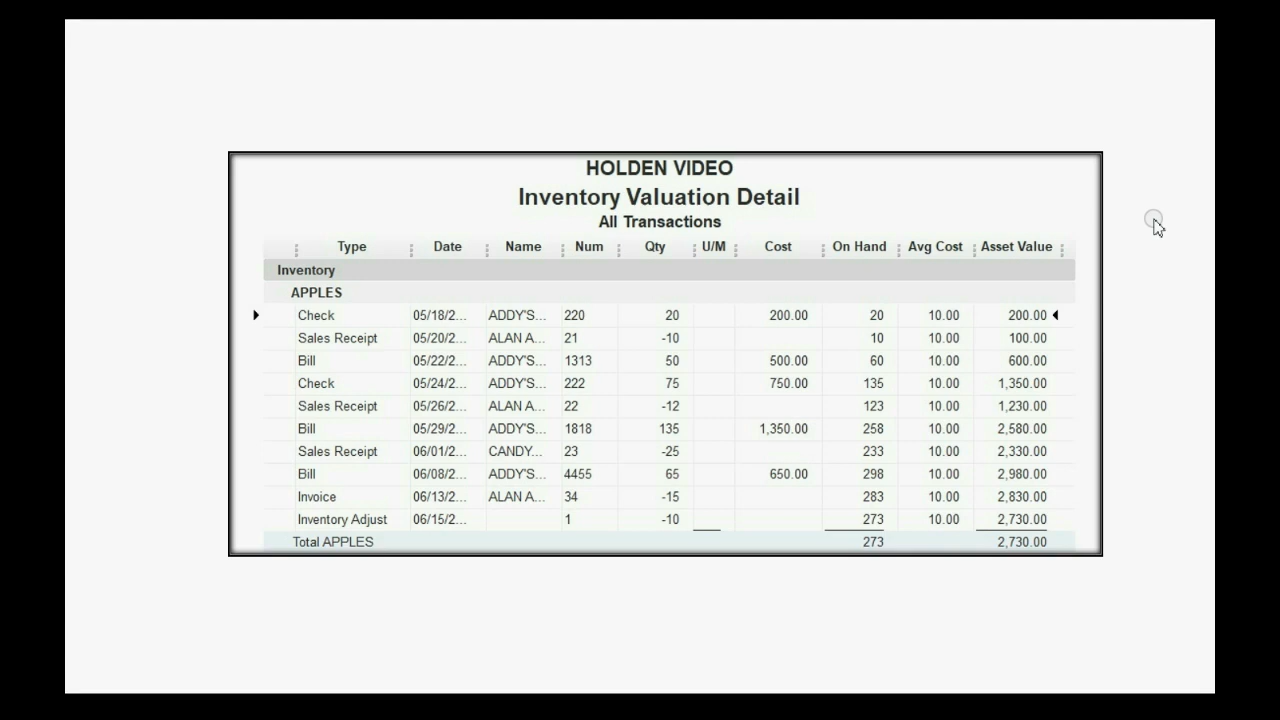 HOLDEN VIDEO
Inventory Valuation Detail
All Transactions
Type Date Name Num Qty U/M Cost On Hand Avg Cost Asset Value
Inventory
APPLES
Check 05/18/2... ADDY'S... 220 20 200.00 20 10.00 200.00
Sales Receipt 05/20/2... ALAN A... 21 -10 10 10.00 100.00
Bill 05/22/2... ADDY'S... 1313 50 500.00 60 10.00 600.00
Check 05/24/2... ADDY'S... 222 75 750.00 135 10.00 1,350.00
Sales Receipt 05/26/2... ALAN A... 22 -12 123 10.00 1,230.00
Bill 05/29/2... ADDY'S... 1818 135 1,350.00 258 10.00 2,580.00
Sales Receipt 06/01/2... CANDY... 23 -25 233 10.00 2,330.00
Bill 06/08/2... ADDY'S... 4455 65 650.00 298 10.00 2,980.00
Invoice 06/13/2... ALAN A... 34 -15 283 10.00 2,830.00
Inventory Adjust 06/15/2... 1 -10 273 10.00 2,730.00
Total APPLES 273 2,730.00